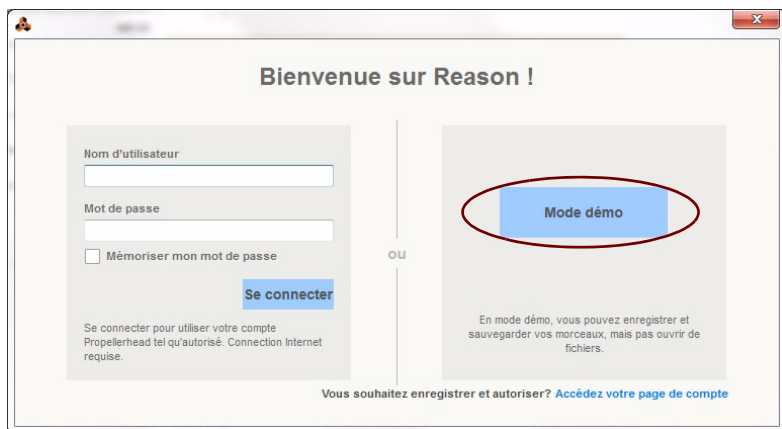 Bienvenue sur Reason !
Nom d'utilisateur
Mot de passe
Mémoriser mon mot de passe
Se connecter
Se connecter pour utiliser votre compte
Propellerhead tel qu'autorisé. Connection Internet
requise.
ou
Mode démo
En mode démo, vous pouvez enregistrer et
sauvegarder vos morceaux, mais pas ouvrir de
fichiers.
Vous souhaitez enregistrer et autoriser? Accédez votre page de compte